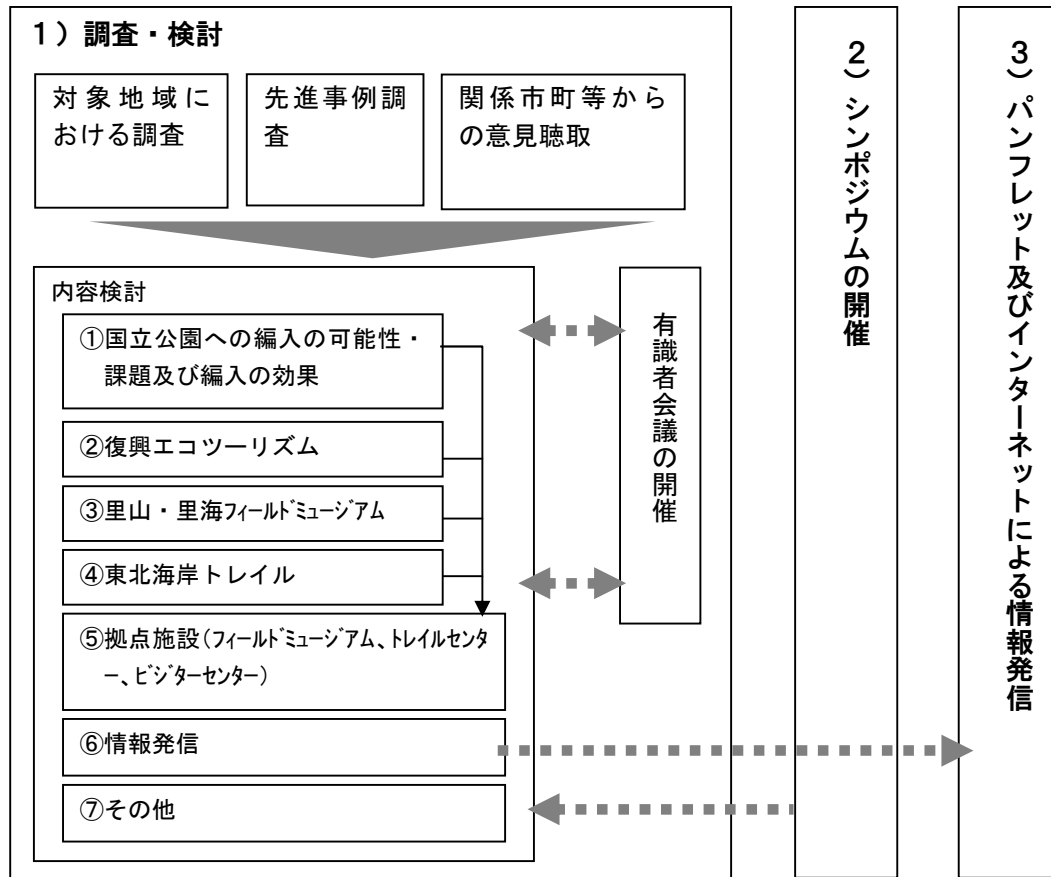 1）調査・検討
対象地域に
おける調査
先進事例調
査
関係市町等から
の意見聴取
内容検討
①国立公園への編入の可能性・
課題及び編入の効果
②復興エコツーリズム
③里山・里海ﾌｨｰﾙﾄﾞﾐｭｰｼﾞｱﾑ
④東北海岸トレイル
⑤拠点施設(ﾌｨｰﾙﾄﾞﾐｭｰｼﾞｱﾑ、ﾄﾚｲﾙｾﾝﾀ
ｰ、ﾋﾞｼﾞﾀｰｾﾝﾀｰ)
⑥情報発信
⑦その他
有識者会議の開催
2）シンポジウムの開催
3）パンフレット及びインターネットによる情報発信